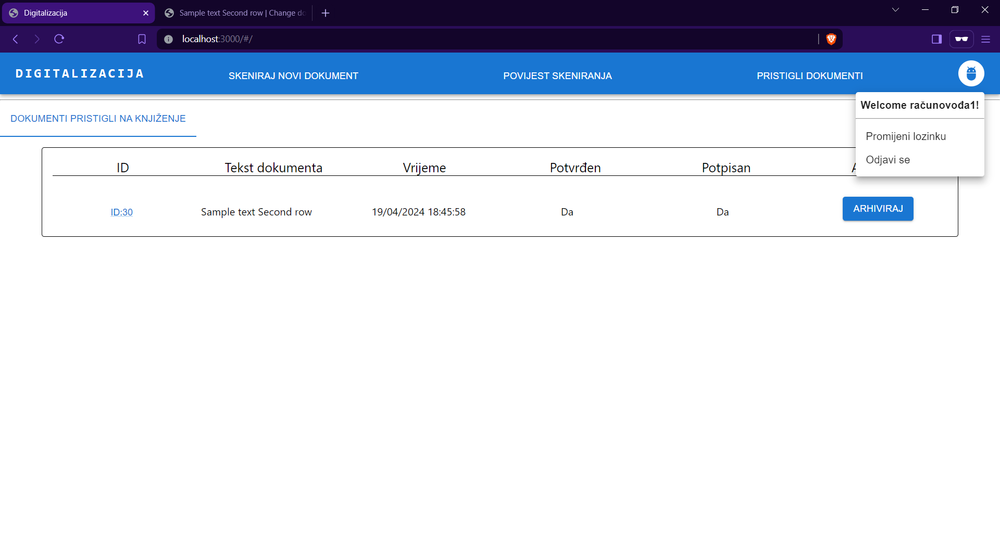 Digitalizacija
Sample text Second row | Change do
localhost:3000/#/
DIGITALIZACIJA
SKENIRAJ NOVI DOKUMENT
POVIJEST SKENIRANJA
PRISTIGLI DOKUMENTI
Welcome računovođa1!
Promijeni lozinku
Odjavi se
DOKUMENTI PRISTIGLI NA KNJIŽENJE
ID Tekst dokumenta Vrijeme Potvrđen Potpisan
ID:30 Sample text Second row 19/04/2024 18:45:58 Da Da ARHIVIRAJ